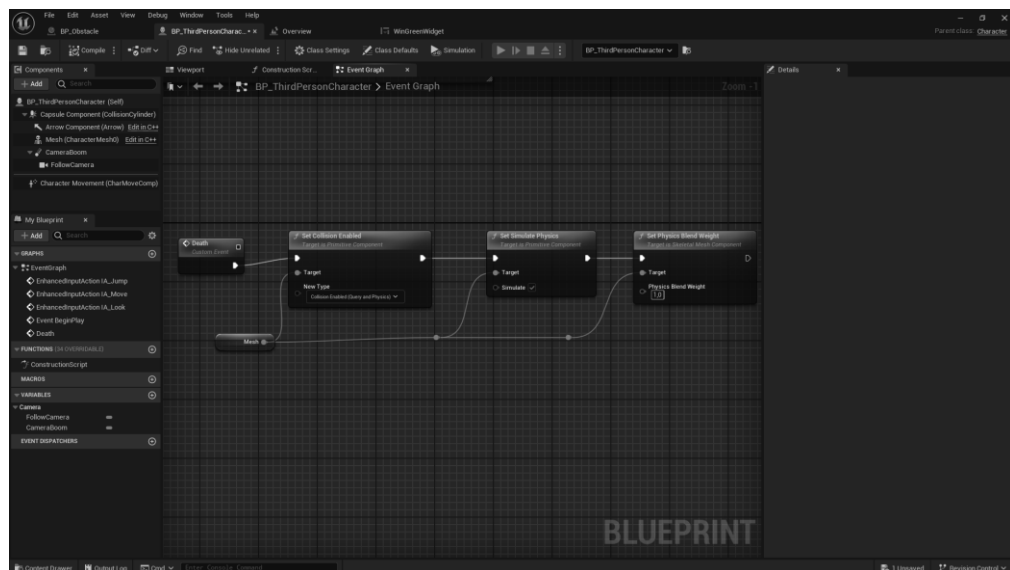 File Edit Asset View Debug Window Tools Help
BP_Obstacle
BP_ThirdPersonCharac..•
Overview
WinGreenWidget
Parent class: Character
Compile
Diff
Find
Hide Unrelated
Class Settings
Class Defaults
Simulation
BP_ThirdPersonCharacter
Components
Viewport
Construction Scr...
Event Graph
Details
+ Add
Search
BP_ThirdPersonCharacter > Event Graph
Zoom -1
BP_ThirdPersonCharacter (Self)
Capsule Component (CollisionCylinder)
Arrow Component (Arrow) Edit in C++
Mesh (CharacterMesh0) Edit in C++
CameraBoom
FollowCamera
Character Movement (CharMoveComp)
My Blueprint
+ Add
Search
GRAPHS
EventGraph
EnhancedInputAction IA_Jump
EnhancedInputAction IA_Move
EnhancedInputAction IA_Look
Event BeginPlay
Death
FUNCTIONS (34 OVERRIDABLE)
ConstructionScript
MACROS
VARIABLES
Camera
FollowCamera
CameraBoom
EVENT DISPATCHERS
Death
Custom Event
Set Collision Enabled
Target is Primitive Component
Target
New Type
Collision Enabled (Query and Physics)
Mesh
Set Simulate Physics
Target is Primitive Component
Target
Simulate
Set Physics Blend Weight
Target is Skeletal Mesh Component
Target
Physics Blend Weight
1,0
BLUEPRINT
Content Drawer
Output Log
Cmd
Enter Console Command
1 Unsaved
Revision Control